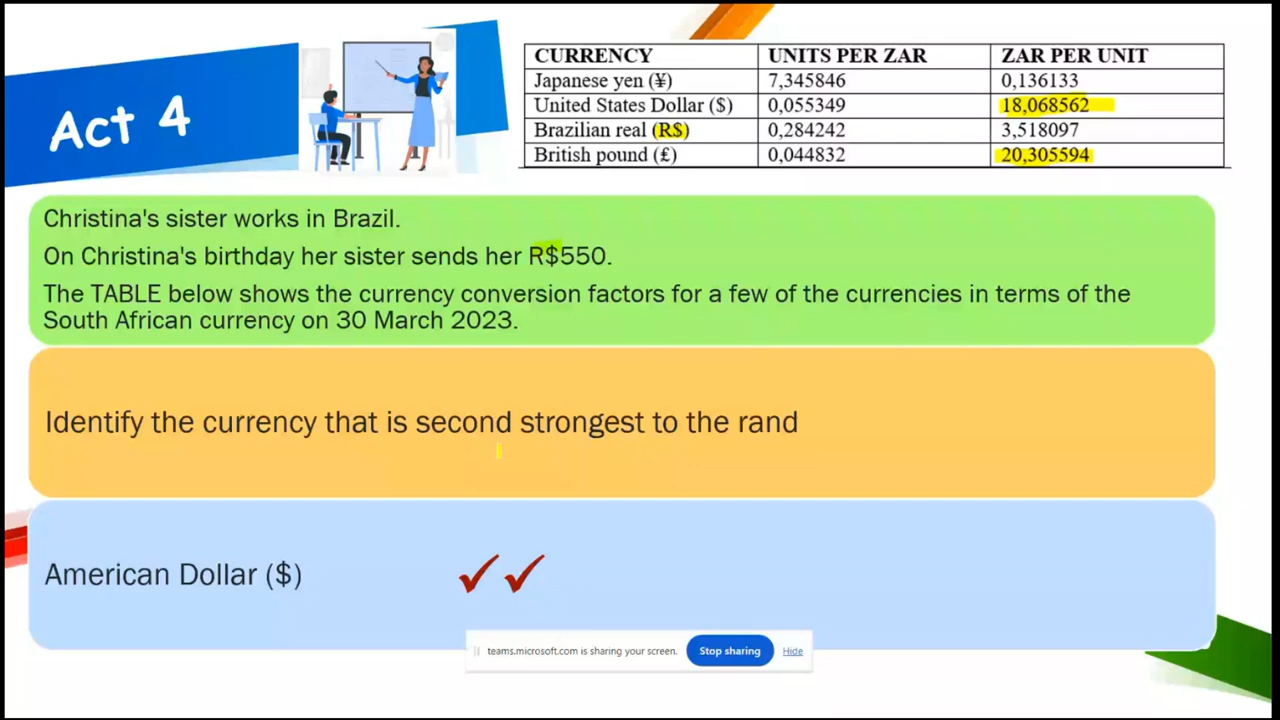 Act 4
CURRENCY UNITS PER ZAR ZAR PER UNIT
Japanese yen (¥) 7,345846 0,136133
United States Dollar ($) 0,055349 18,068562
Brazilian real (R$) 0,284242 3,518097
British pound (£) 0,044832 20,305594
Christina's sister works in Brazil.
On Christina's birthday her sister sends her R$550.
The TABLE below shows the currency conversion factors for a few of the currencies in terms of the
South African currency on 30 March 2023.
Identify the currency that is second strongest to the rand
American Dollar ($)
teams.microsoft.com is sharing your screen. Stop sharing Hide